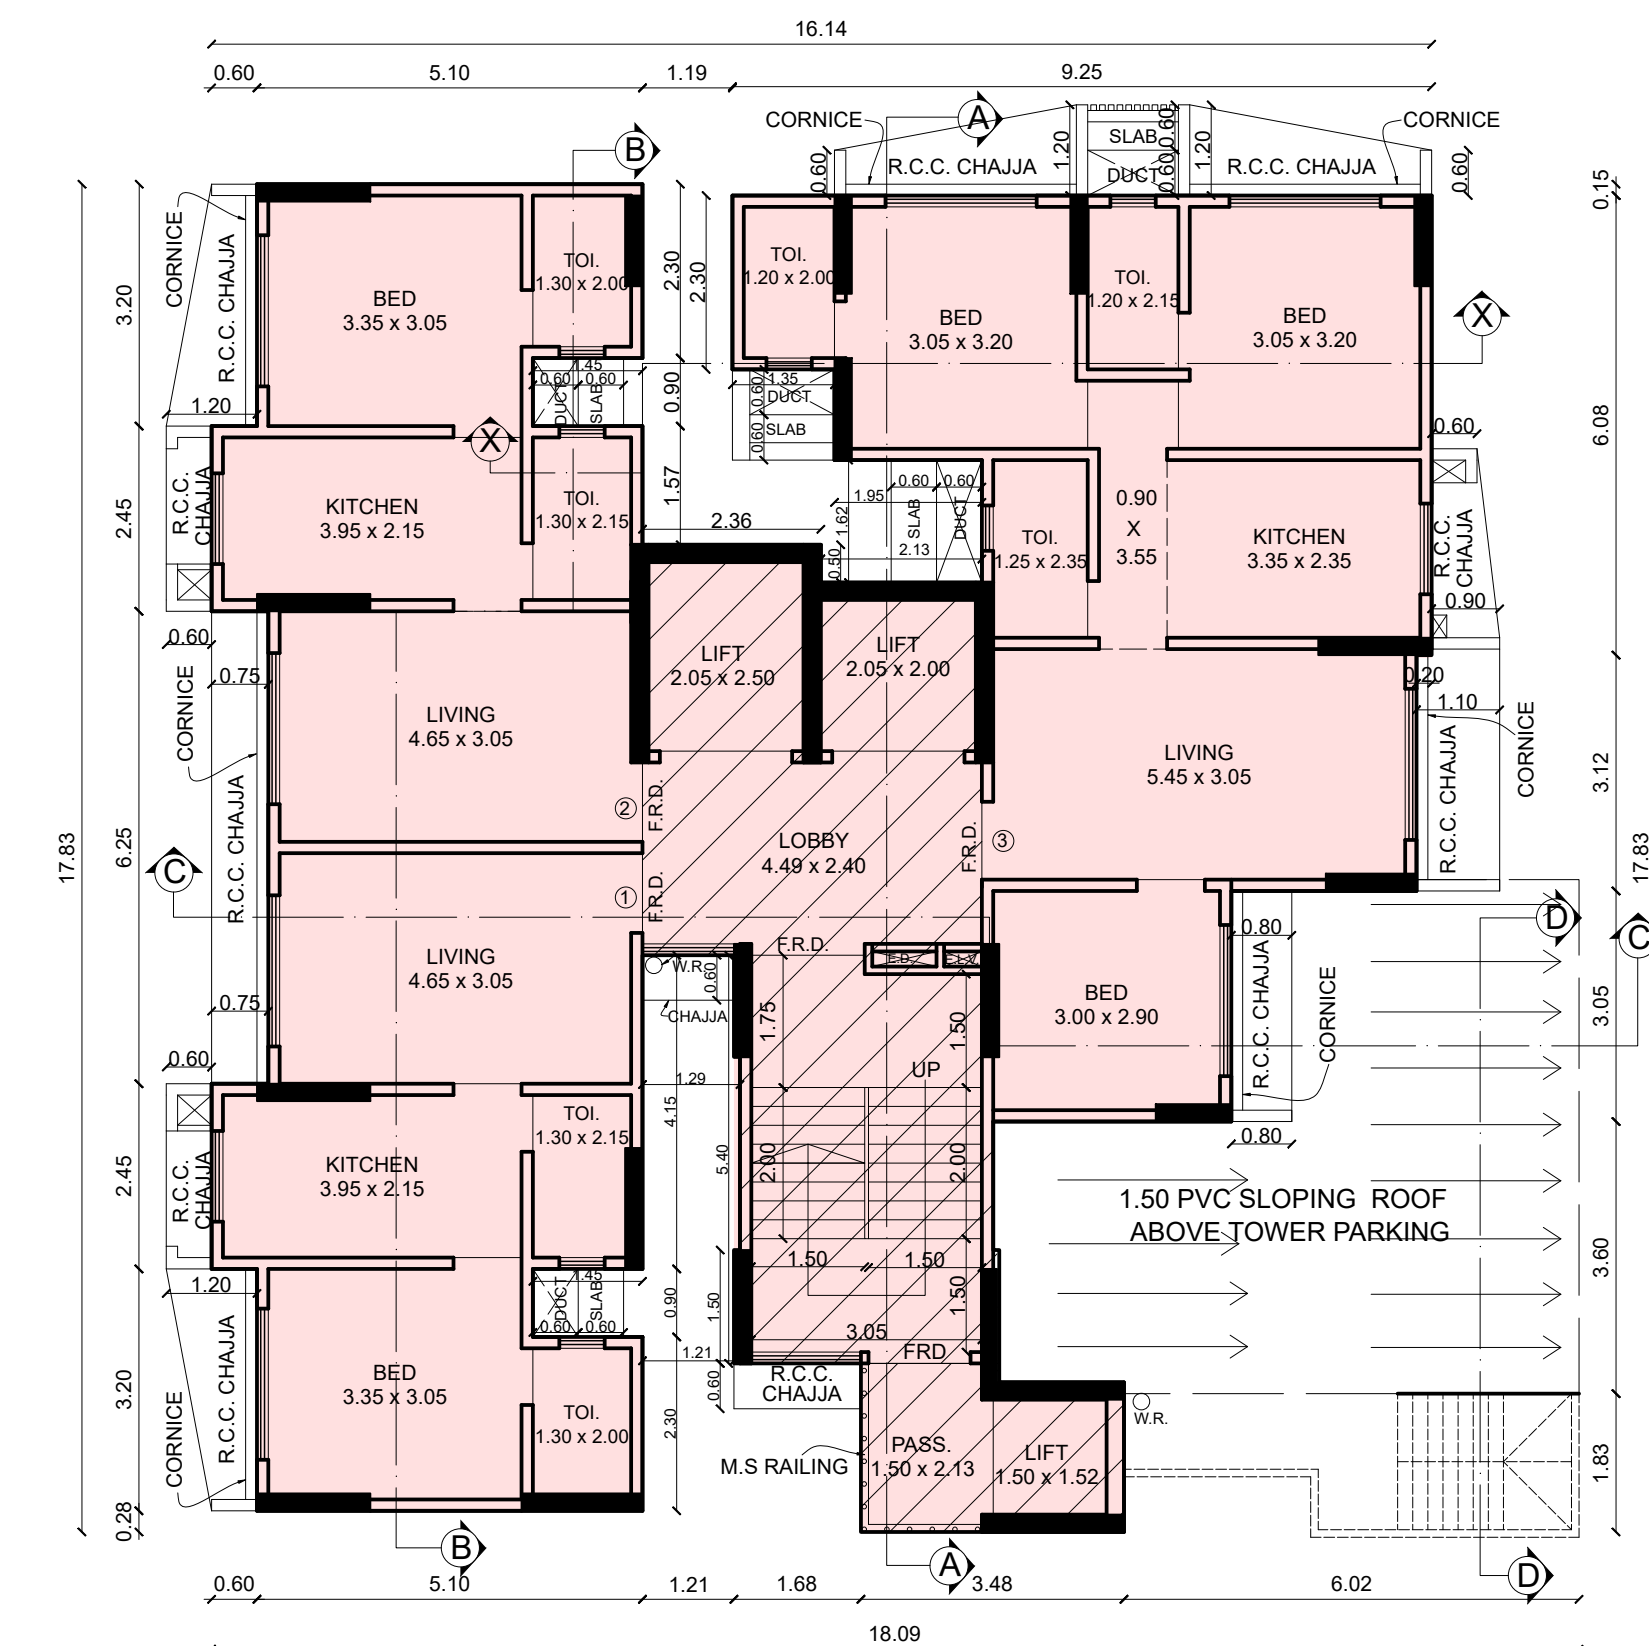 16.14
0.60 5.10 1.19 9.25
CORNICE
A
CORNICE
B
0.60
R.C.C. CHAJJA
1.20
SLAB
0.60
DUCT
0.60
1.20
R.C.C. CHAJJA
0.60
0.15
CORNICE
R.C.C. CHAJJA
3.20
BED
3.35 x 3.05
TOI.
1.30 x 2.00
2.30
2.30
TOI.
1.20 x 2.00
BED
3.05 x 3.20
TOI.
1.20 x 2.15
BED
3.05 x 3.20
X
1.20
1.45
0.60 0.60
DUCT
SLAB
0.90
1.35
DUCT
0.60
SLAB
0.60
6.08
0.60
X
R.C.C.
CHAJJA
2.45
KITCHEN
3.95 x 2.15
TOI.
1.30 x 2.15
1.57
2.36
0.60 0.60
1.95
1.62
SLAB
DUCT
2.13
0.50
TOI.
1.25 x 2.35
0.90
X
3.55
KITCHEN
3.35 x 2.35
R.C.C.
CHAJJA
0.90
0.60
0.75
CORNICE
LIVING
4.65 x 3.05
LIFT
2.05 x 2.50
LIFT
2.05 x 2.00
LIVING
5.45 x 3.05
0.20
1.10
CORNICE
R.C.C. CHAJJA
3.12
17.83
6.25
R.C.C. CHAJJA
2
F.R.D.
LOBBY
4.49 x 2.40
F.R.D.
3
17.83
C
1
F.R.D.
LIVING
4.65 x 3.05
0.75
0.60
F.R.D.
W.R.
0.60
CHAJJA
E.D.
E.L.V.
BED
3.00 x 2.90
0.80
R.C.C. CHAJJA
CORNICE
0.80
D
C
3.05
1.75
1.50
UP
1.29
4.15
5.40
2.00
2.00
1.50 1.50
1.50
3.05
FRD
1.50 PVC SLOPING ROOF
ABOVE TOWER PARKING
3.60
R.C.C.
CHAJJA
2.45
KITCHEN
3.95 x 2.15
TOI.
1.30 x 2.15
1.20
1.45
DUCT
SLAB
0.60 0.60
0.90
1.50
1.21
0.60
R.C.C.
CHAJJA
3.20
CORNICE
R.C.C. CHAJJA
BED
3.35 x 3.05
TOI.
1.30 x 2.00
2.30
M.S RAILING
PASS.
1.50 x 2.13
LIFT
1.50 x 1.52
W.R.
1.83
0.28
B
A
D
0.60 5.10 1.21 1.68 3.48 6.02
18.09